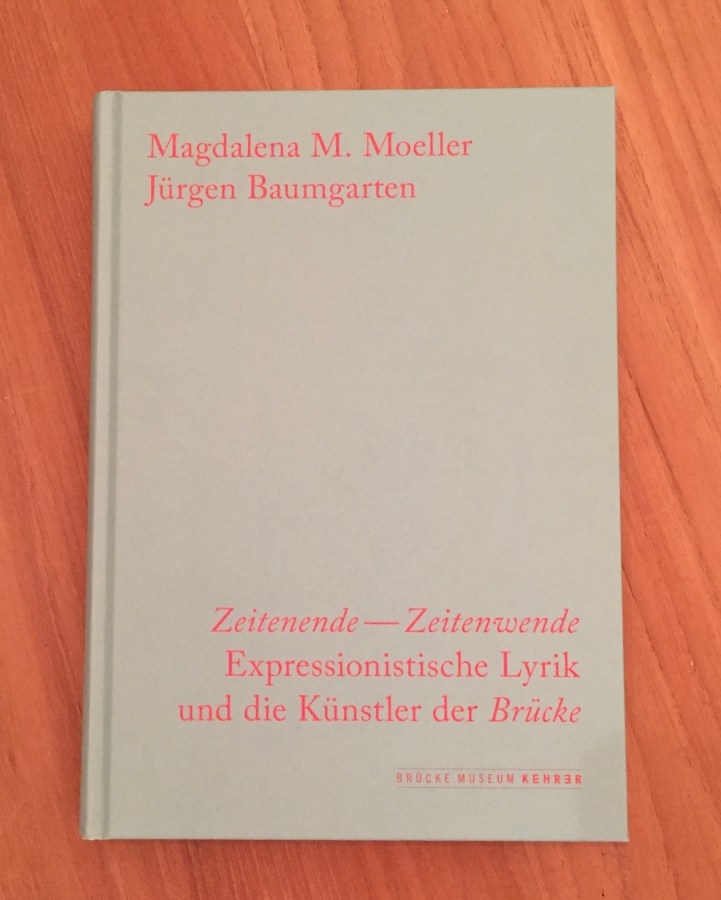 Magdalena M. Moeller
Jürgen Baumgarten
Zeitenende — Zeitenwende
Expressionistische Lyrik
und die Künstler der Brücke
BRÜCKE MUSEUM KEHRER